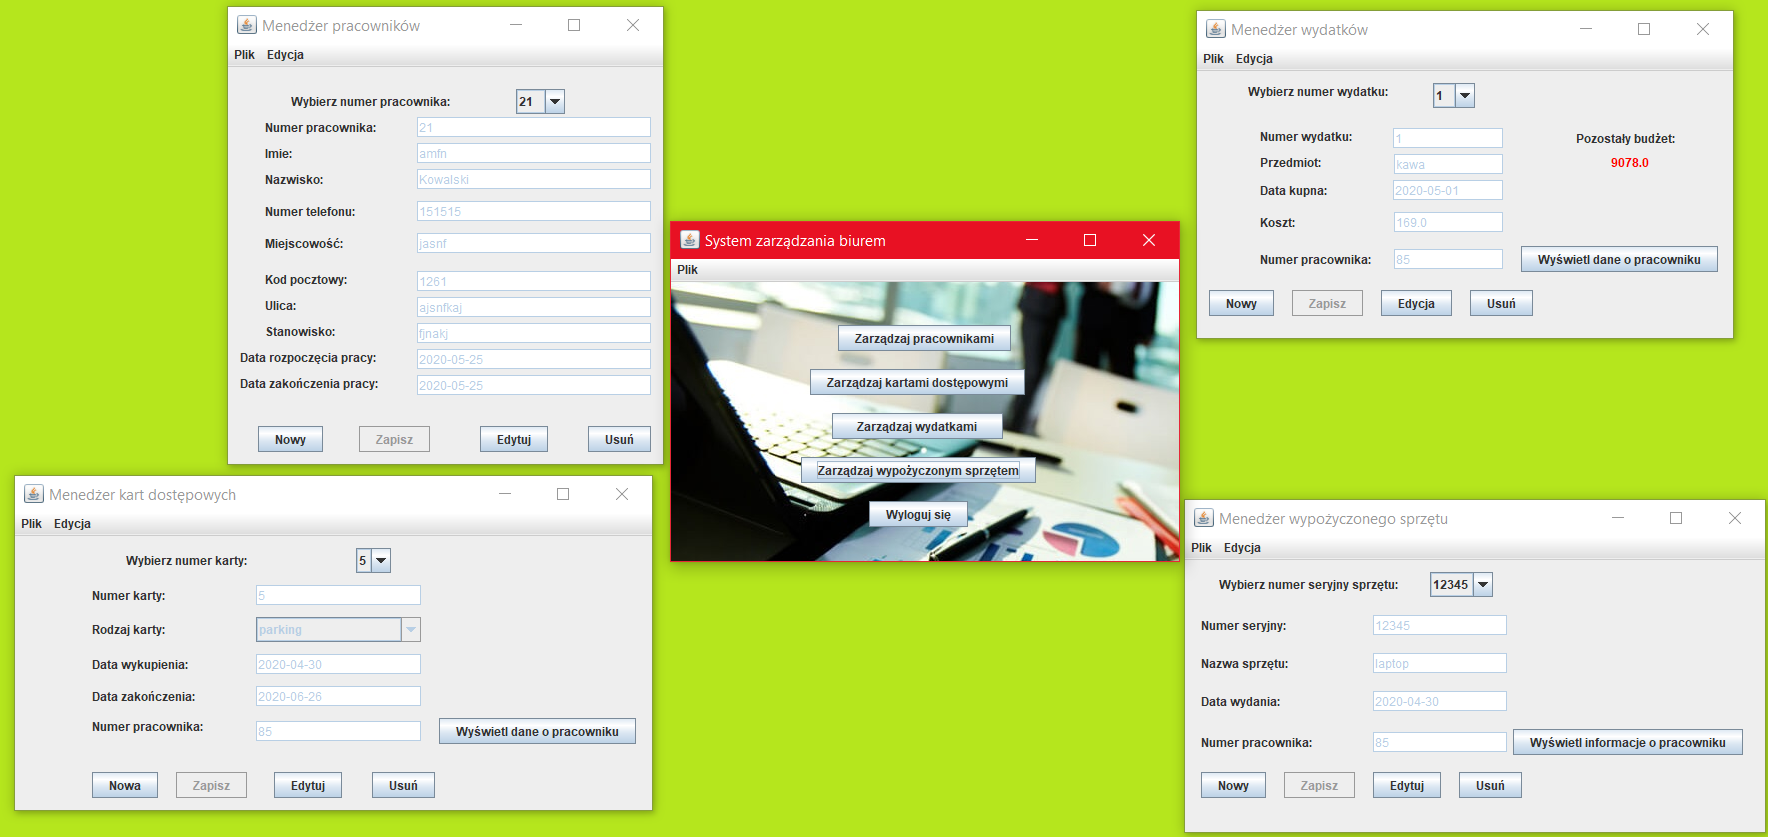 Menedżer pracowników
Plik Edycja
Wybierz numer pracownika: 21
Numer pracownika: 21
Imie: amfn
Nazwisko: Kowalski
Numer telefonu: 151515
Miejscowość: jasnf
Kod pocztowy: 1261
Ulica: ajsnfkaj
Stanowisko: fjnakj
Data rozpoczęcia pracy: 2020-05-25
Data zakończenia pracy: 2020-05-25
Nowy Zapisz Edytuj Usuń
Menedżer wydatków
Plik Edycja
Wybierz numer wydatku: 1
Numer wydatku: 1 Pozostały budżet:
Przedmiot: kawa 9078.0
Data kupna: 2020-05-01
Koszt: 169.0
Numer pracownika: 85 Wyświetl dane o pracowniku
Nowy Zapisz Edycja Usuń
System zarządzania biurem
Plik
Zarządzaj pracownikami
Zarządzaj kartami dostępowymi
Zarządzaj wydatkami
Zarządzaj wypożyczonym sprzętem
Wyloguj się
Menedżer kart dostępowych
Plik Edycja
Wybierz numer karty: 5
Numer karty: 5
Rodzaj karty: parking
Data wykupienia: 2020-04-30
Data zakończenia: 2020-06-26
Numer pracownika: 85 Wyświetl dane o pracowniku
Nowa Zapisz Edytuj Usuń
Menedżer wypożyczonego sprzętu
Plik Edycja
Wybierz numer seryjny sprzętu: 12345
Numer seryjny: 12345
Nazwa sprzętu: laptop
Data wydania: 2020-04-30
Numer pracownika: 85 Wyświetl informacje o pracowniku
Nowy Zapisz Edytuj Usuń